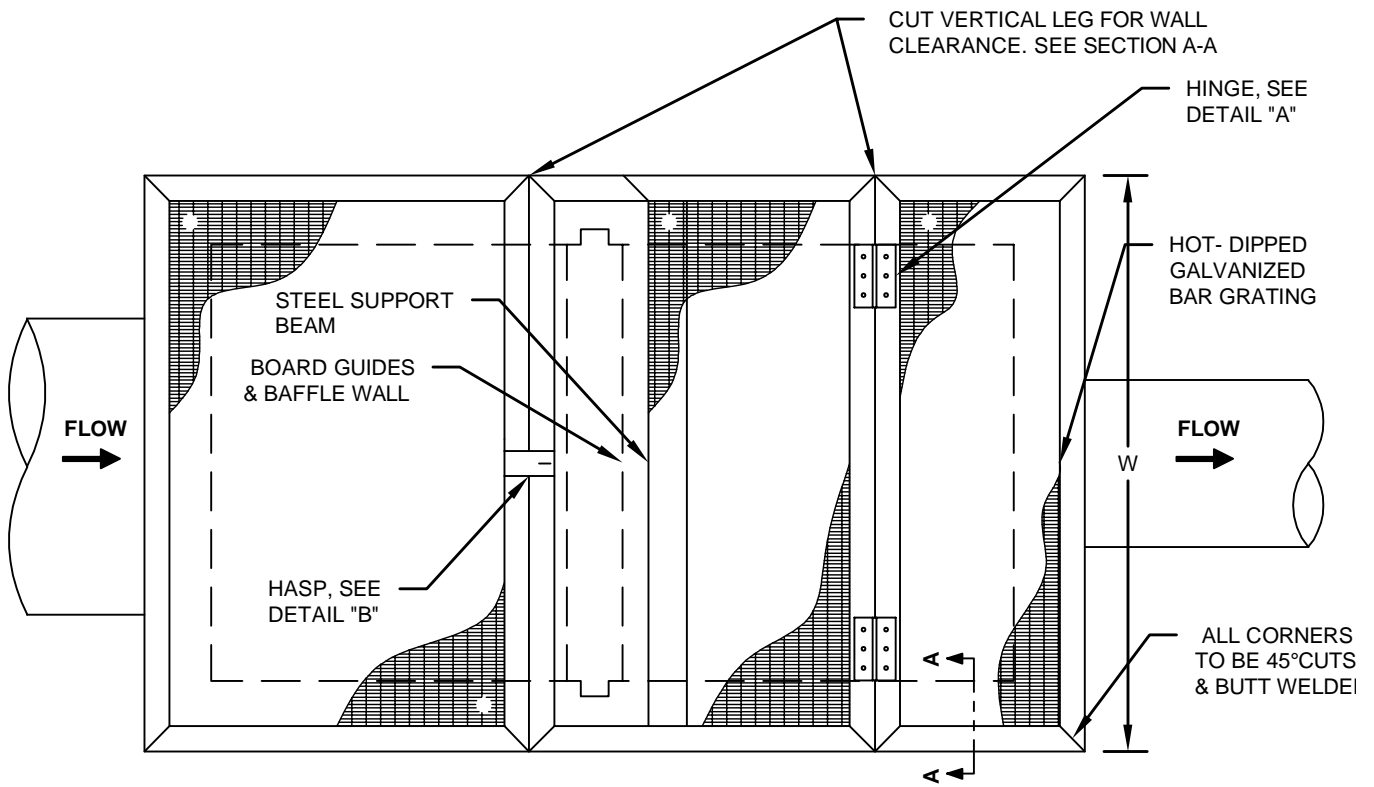 CUT VERTICAL LEG FOR WALL
CLEARANCE. SEE SECTION A-A
HINGE, SEE
DETAIL "A"
HOT- DIPPED
GALVANIZED
BAR GRATING
STEEL SUPPORT
BEAM
BOARD GUIDES
& BAFFLE WALL
FLOW
FLOW
W
HASP, SEE
DETAIL "B"
ALL CORNERS
TO BE 45°CUTS
& BUTT
A
A